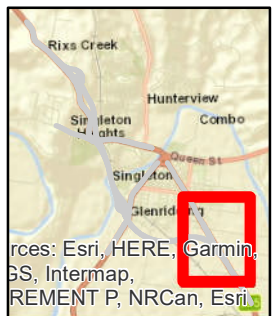 Rixs Creek
Hunterview
Singleton
Heights
Combo
Queen St
Singleton
Glenridding
rces: Esri, HERE, Garmin,
GS, Intermap,
REMENT P, NRCan, Esri